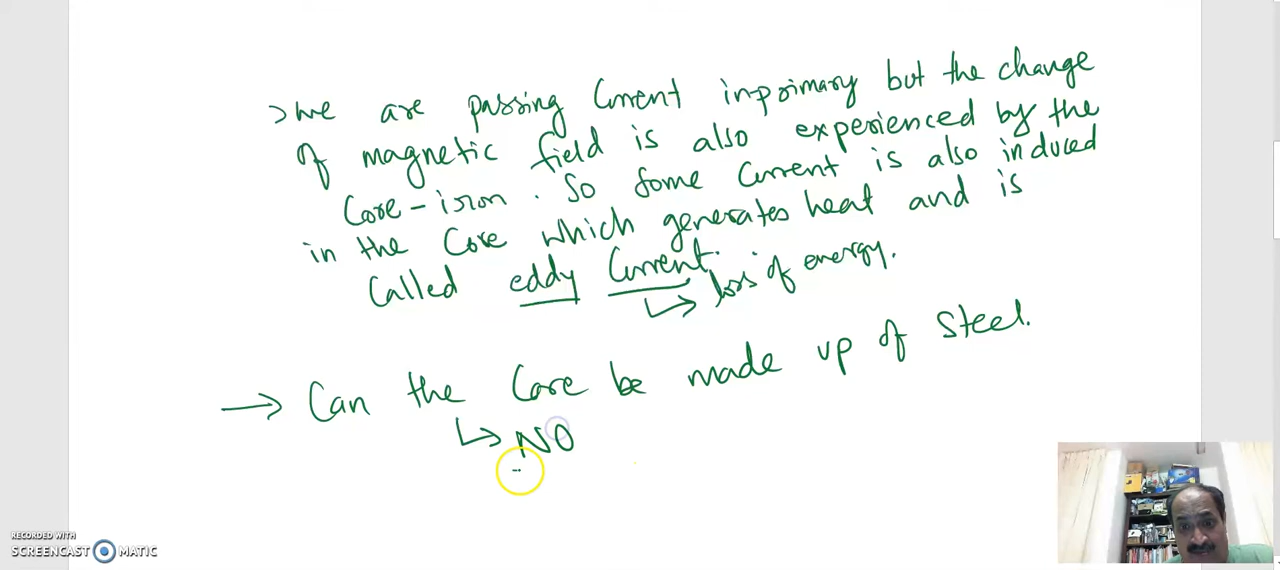 > we are passing Current in primary but the change
of magnetic field is also experienced by the
Core - iron. So some Current is also induced
in the Core which generates heat and is
Called eddy Current.
↳ loss of energy.
→ Can the Core be made up of steel.
↳ NO
RECORDED WITH
SCREENCAST MATIC